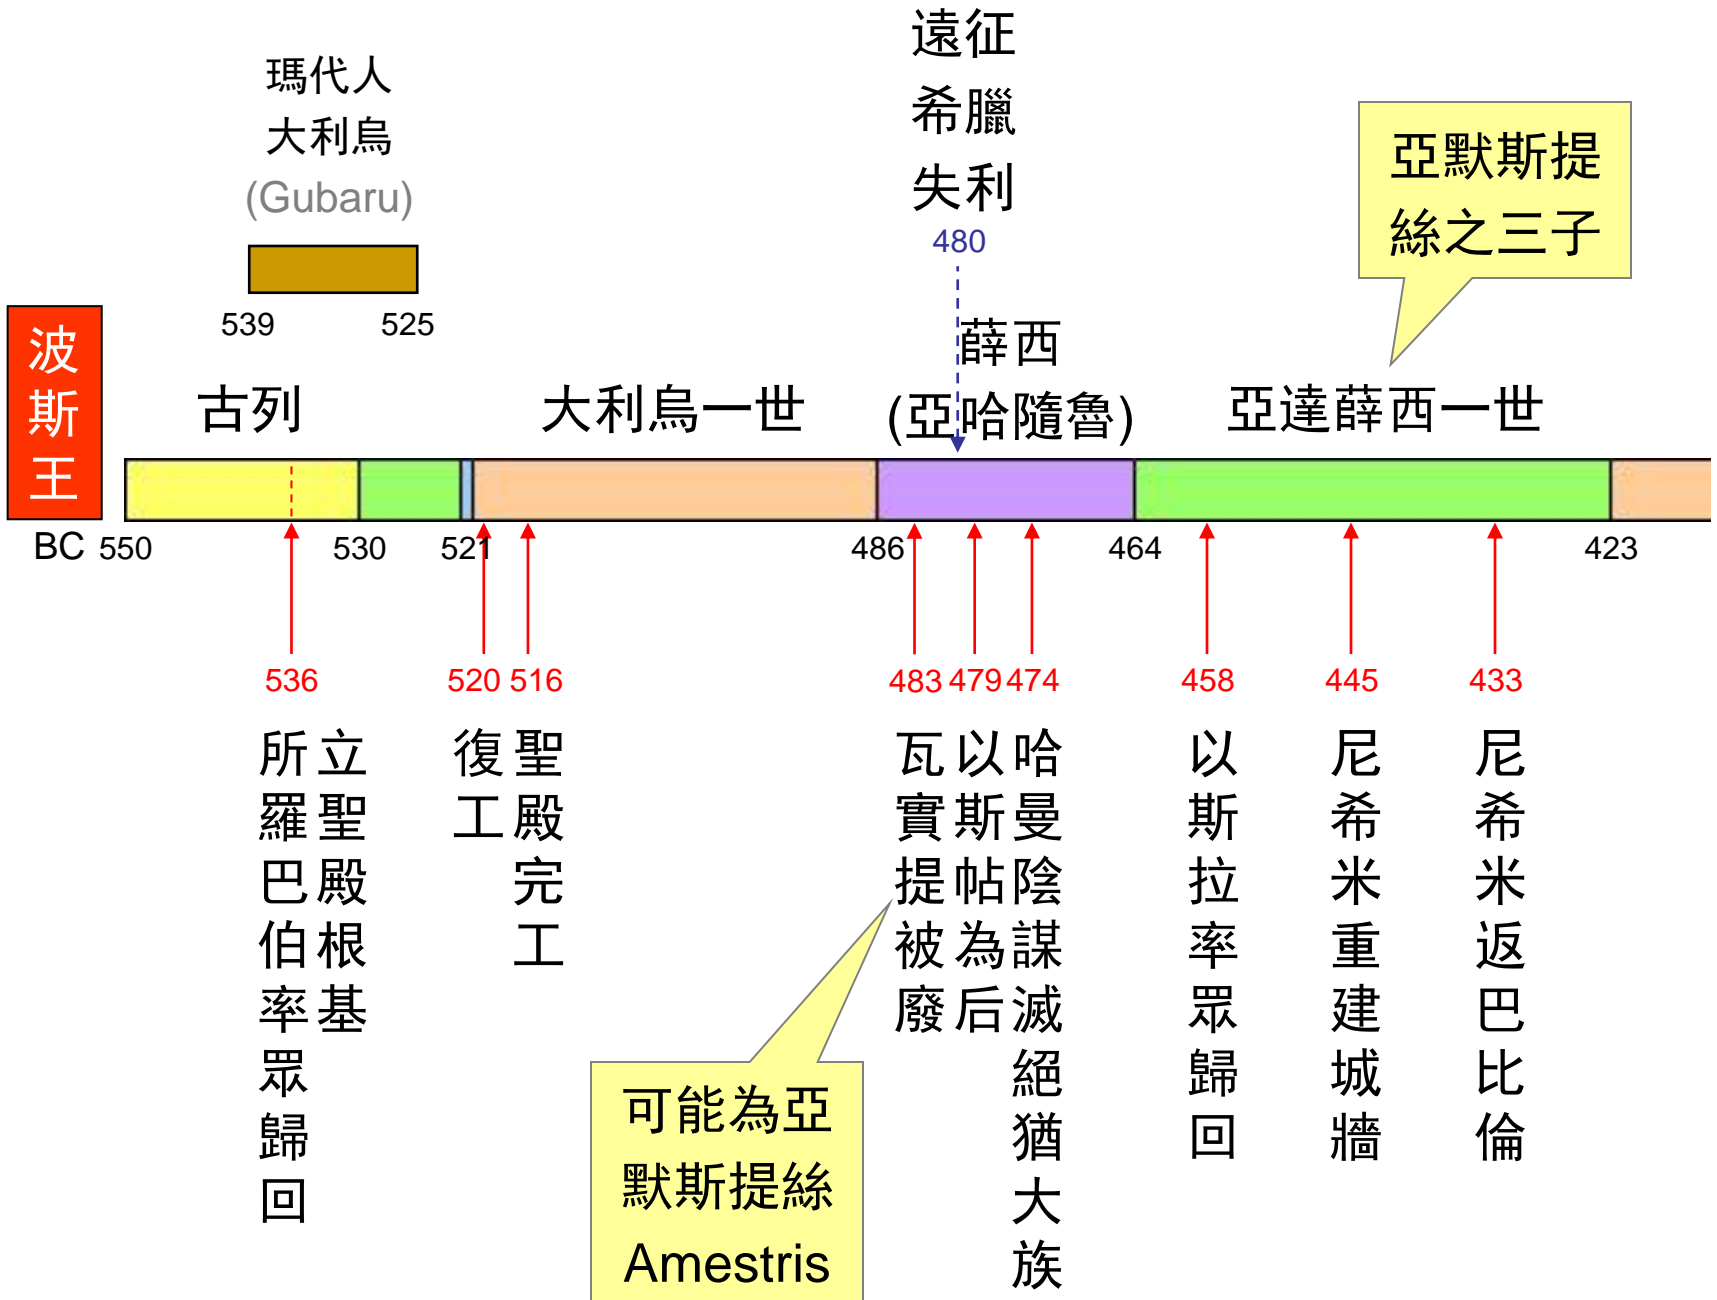 遠征
希臘
失利
480
瑪代人
大利烏
(Gubaru)
539 525
亞默斯提
絲之三子
波斯王
古列
大利烏一世
薛西
(亞哈隨魯)
亞達薛西一世
BC 550 530 521 486 464 423
536 520 516 483 479 474 458 445 433
所羅巴伯率眾歸回
立聖殿根基
復工
聖殿完工
瓦實提被廢
以斯帖為后
哈曼陰謀滅絕猶大族
以斯拉率眾歸回
尼希米重建城牆
尼希米返巴比倫
可能為亞
默斯提絲
Amestris